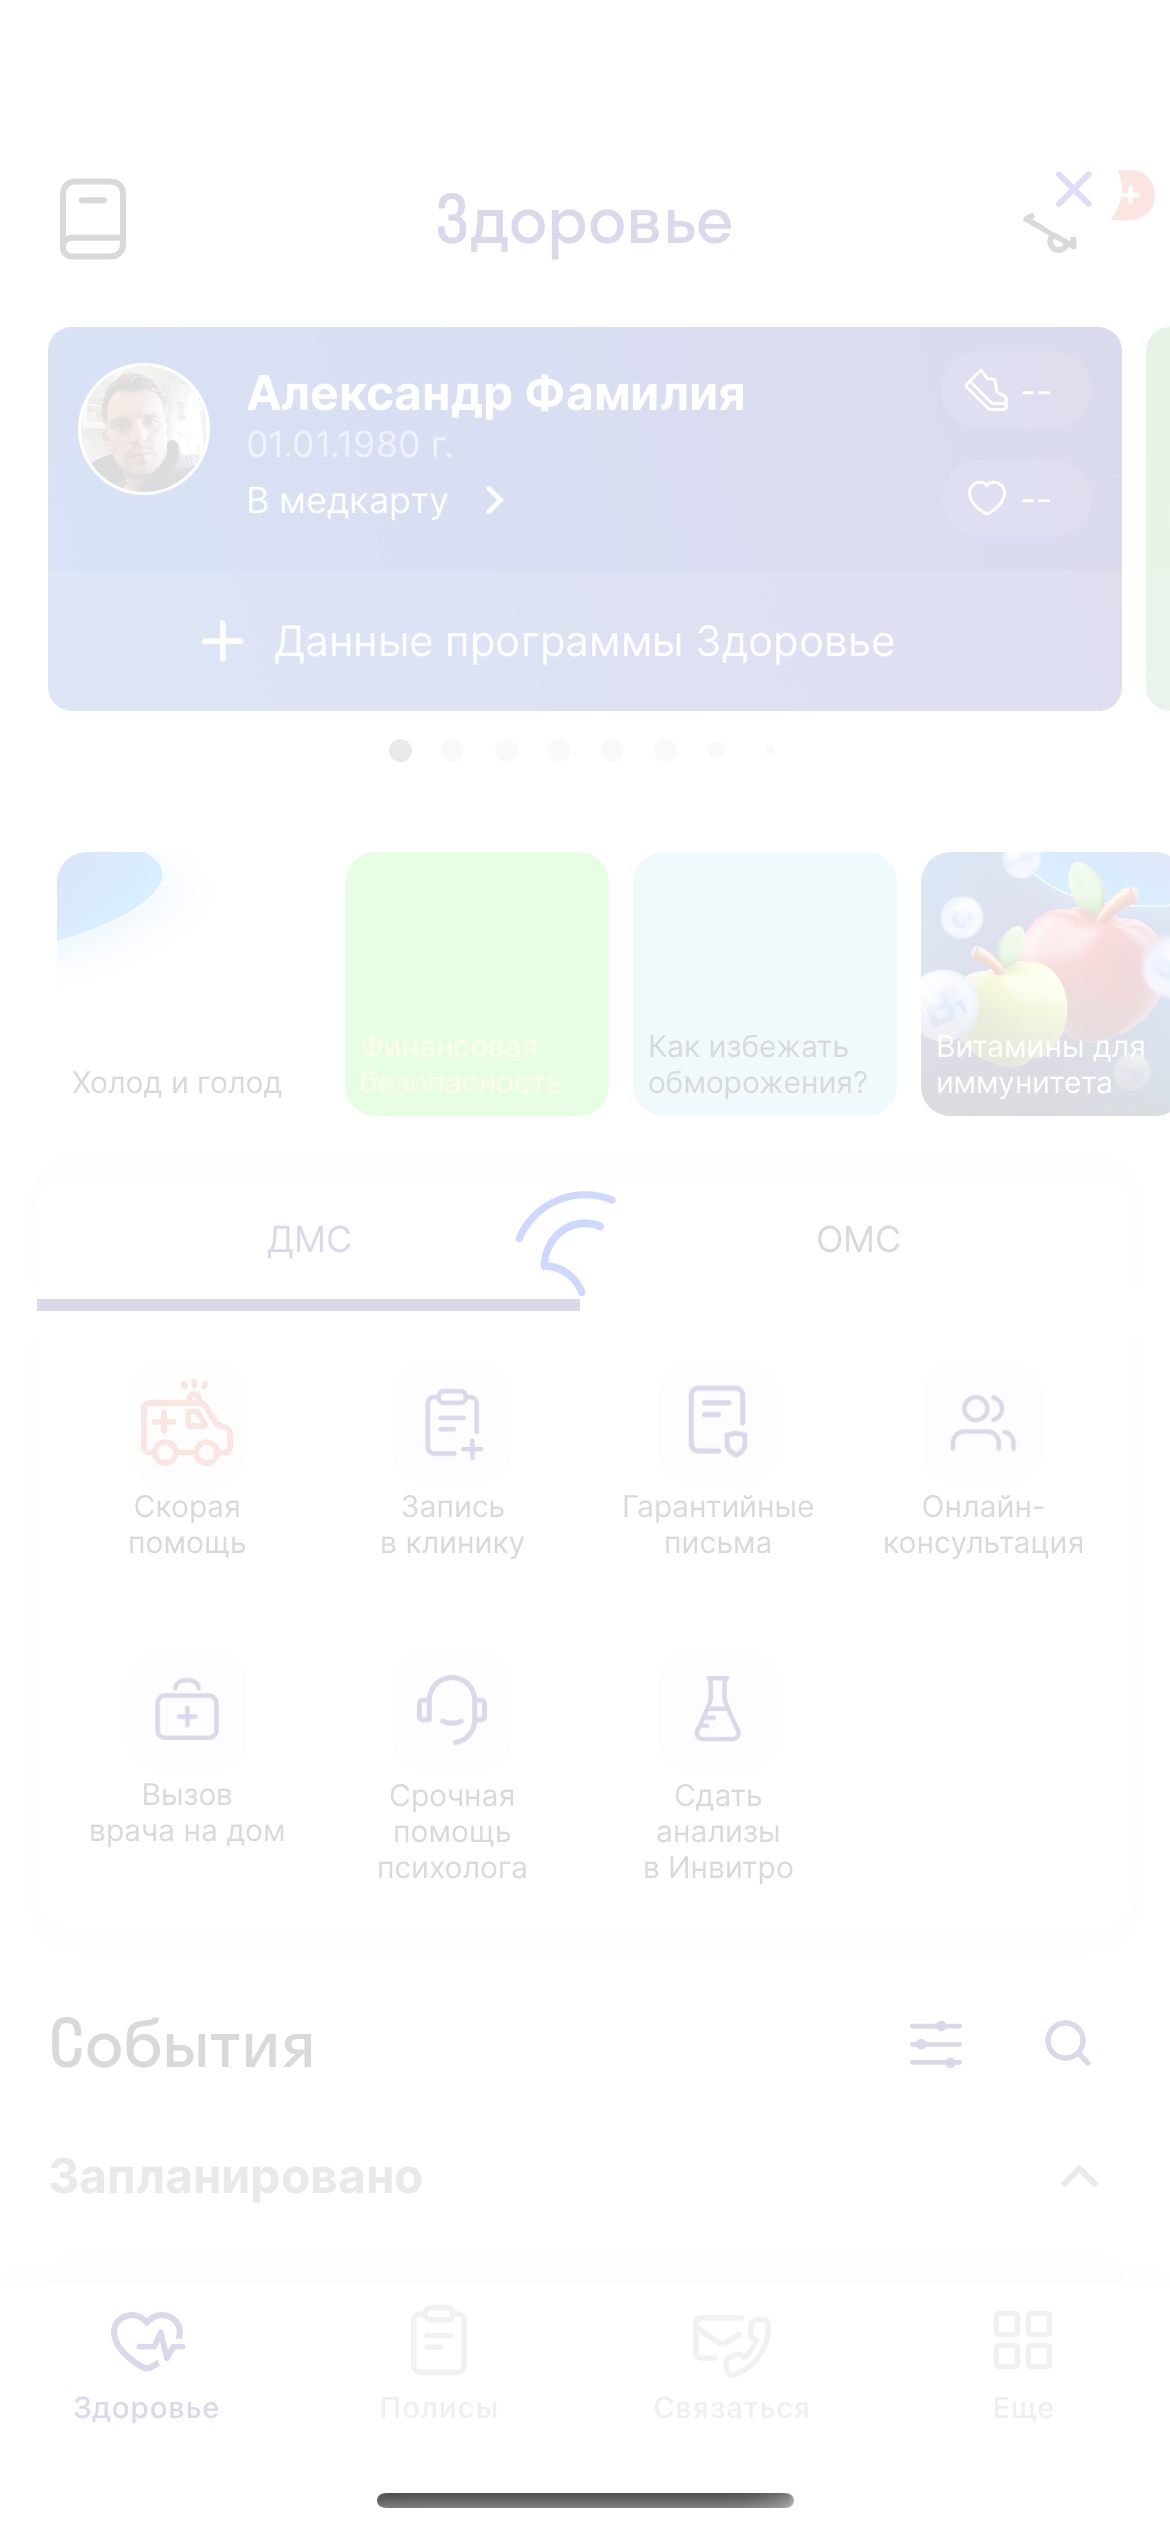 Здоровье
Александр Фамилия
01.01.1980 г.
В медкарту
--
--
Данные программы Здоровье
Холод и голод
Финансовая
безопасность
Как избежать
обморожения?
B1
Витамины для
иммунитета
ДМС
ОМС
Скорая
помощь
Запись
в клинику
Гарантийные
письма
Онлайн-
консультация
Вызов
врача на дом
Срочная
помощь
психолога
Сдать
анализы
в Инвитро
События
Запланировано
Здоровье
Полисы
Связаться
Еще